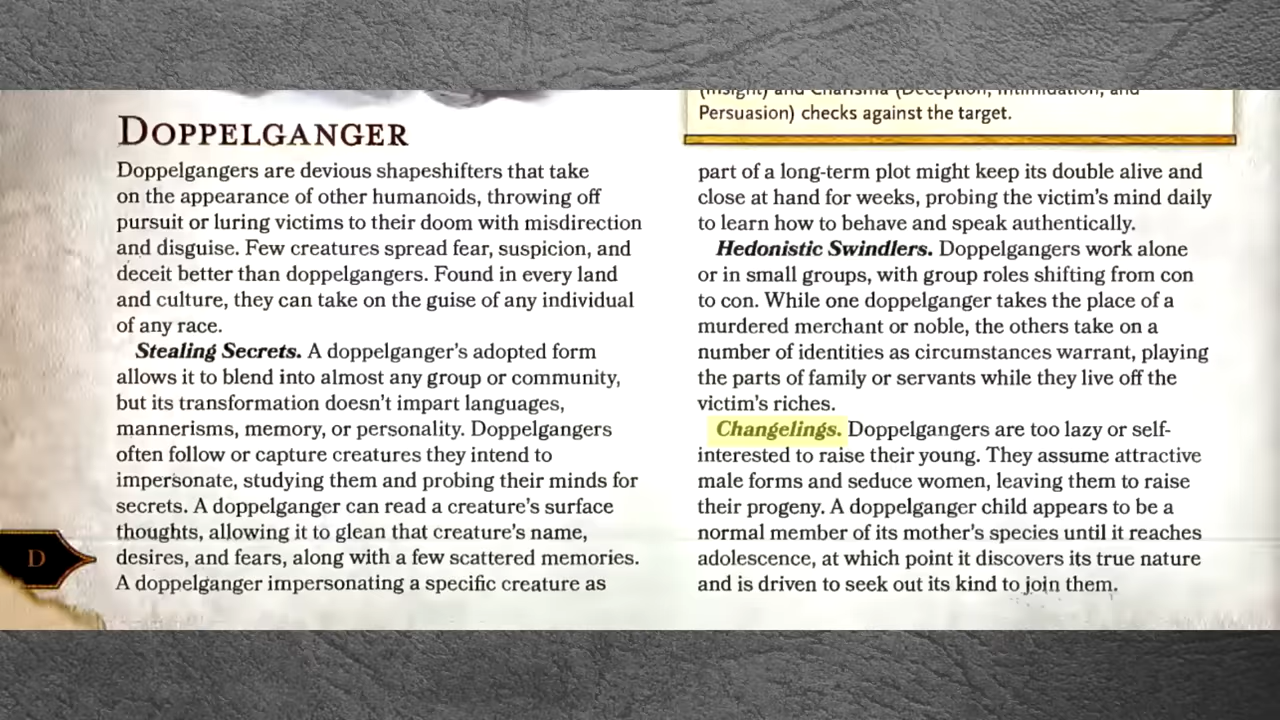 DOPPELGANGER
Doppelgangers are devious shapeshifters that take
on the appearance of other humanoids, throwing off
pursuit or luring victims to their doom with misdirection
and disguise. Few creatures spread fear, suspicion, and
deceit better than doppelgangers. Found in every land
and culture, they can take on the guise of any individual
of any race.
Stealing Secrets. A doppelganger's adopted form
allows it to blend into almost any group or community,
but its transformation doesn't impart languages,
mannerisms, memory, or personality. Doppelgangers
often follow or capture creatures they intend to
impersonate, studying them and probing their minds for
secrets. A doppelganger can read a creature's surface
thoughts, allowing it to glean that creature's name,
desires, and fears, along with a few scattered memories.
A doppelganger impersonating a specific creature as
D
(Insight) and Charisma (Deception, Intimidation, and
Persuasion) checks against the target.
part of a long-term plot might keep its double alive and
close at hand for weeks, probing the victim's mind daily
to learn how to behave and speak authentically.
Hedonistic Swindlers. Doppelgangers work alone
or in small groups, with group roles shifting from con
to con. While one doppelganger takes the place of a
murdered merchant or noble, the others take on a
number of identities as circumstances warrant, playing
the parts of family or servants while they live off the
victim's riches.
Changelings. Doppelgangers are too lazy or self-
interested to raise their young. They assume attractive
male forms and seduce women, leaving them to raise
their progeny. A doppelganger child appears to be a
normal member of its mother's species until it reaches
adolescence, at which point it discovers its true nature
and is driven to seek out its kind to join them.